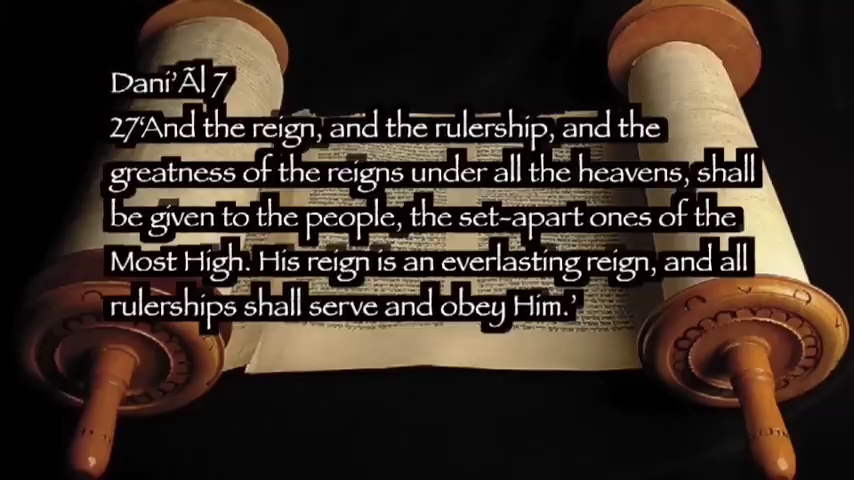 Dani’Ãl 7
27‘And the reign, and the rulership, and the
greatness of the reigns under all the heavens, shall
be given to the people, the set-apart ones of the
Most High. His reign is an everlasting reign, and all
rulerships shall serve and obey Him.’